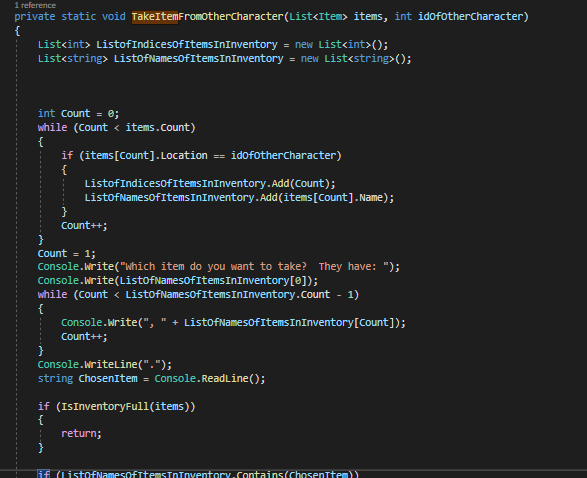 1 reference
private static void TakeItemFromOtherCharacter(List<Item> items, int idOfOtherCharacter)
{
List<int> ListofIndicesOfItemsInInventory = new List<int>();
List<string> ListOfNamesOfItemsInInventory = new List<string>();
int Count = 0;
while (Count < items.Count)
{
if (items[Count].Location == idOfOtherCharacter)
{
ListofIndicesOfItemsInInventory.Add(Count);
ListOfNamesOfItemsInInventory.Add(items[Count].Name);
}
Count++;
}
Count = 1;
Console.Write("Which item do you want to take?  They have: ");
Console.Write(ListOfNamesOfItemsInInventory[0]);
while (Count < ListOfNamesOfItemsInInventory.Count - 1)
{
Console.Write(", " + ListOfNamesOfItemsInInventory[Count]);
Count++;
}
Console.WriteLine(".");
string ChosenItem = Console.ReadLine();
if (IsInventoryFull(items))
{
return;
}
if (ListOfNamesOfItemsInInventory.Contains(ChosenItem))